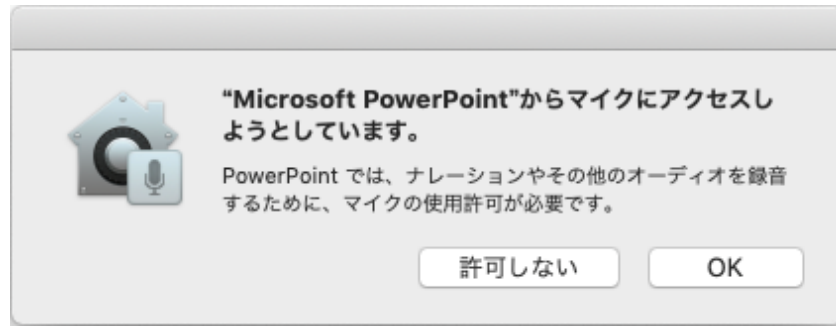 “Microsoft PowerPoint”からマイクにアクセスし
ようとしています。
PowerPoint では、ナレーションやその他のオーディオを録音
するために、マイクの使用許可が必要です。
許可しない
OK